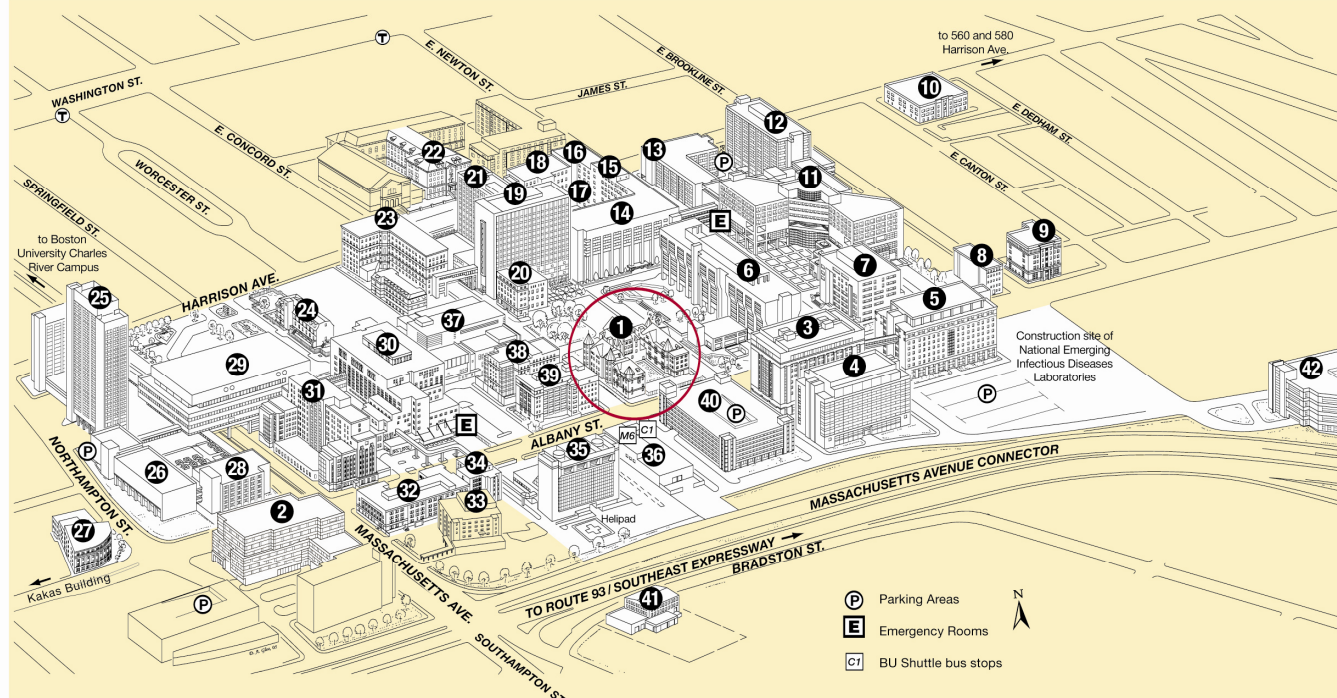 to 560 and 580
Harrison Ave.
WASHINGTON ST.
T
T
E. NEWTON ST.
JAMES ST.
E. BROOKLINE ST.
E. DEDHAM ST.
E. CANTON ST.
E. CONCORD ST.
WORCESTER ST.
SPRINGFIELD ST.
to Boston
University Charles
River Campus
HARRISON AVE.
10
12
13
P
16
18
15
22
21
19
17
11
14
E
23
9
8
7
6
20
25
24
5
1
37
3
30
38
4
29
39
31
40
P
Construction site of
National Emerging
Infectious Diseases
Laboratories
P
42
E
ALBANY ST.
M6
C1
35
36
P
NORTHAMPTON ST.
26
28
34
32
33
2
27
Helipad
MASSACHUSETTS AVENUE CONNECTOR
Kakas Building
P
MASSACHUSETTS AVE.
TO ROUTE 93/SOUTHEAST EXPRESSWAY
BRADSTON ST.
41
SOUTHAMPTON ST.
N
P Parking Areas
E Emergency Rooms
C1 BU Shuttle bus stops